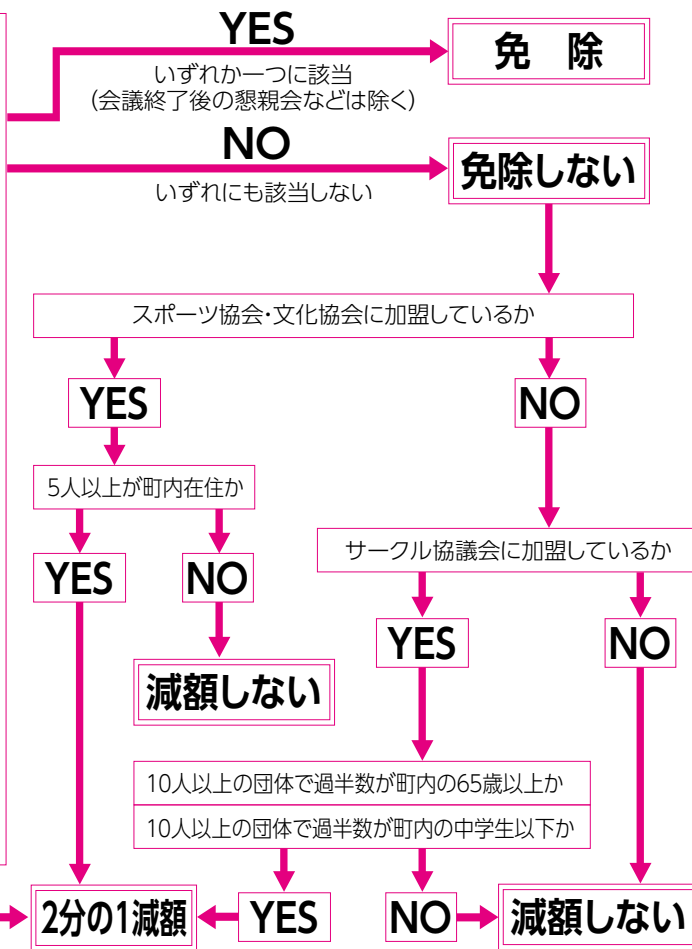 YES
免 除
いずれか一つに該当
(会議終了後の懇親会などは除く)
NO
免除しない
いずれにも該当しない
スポーツ協会・文化協会に加盟しているか
YES
NO
5人以上が町内在住か
サークル協議会に加盟しているか
YES
NO
YES
NO
減額しない
10人以上の団体で過半数が町内の65歳以上か
10人以上の団体で過半数が町内の中学生以下か
2分の1減額
YES
NO
減額しない